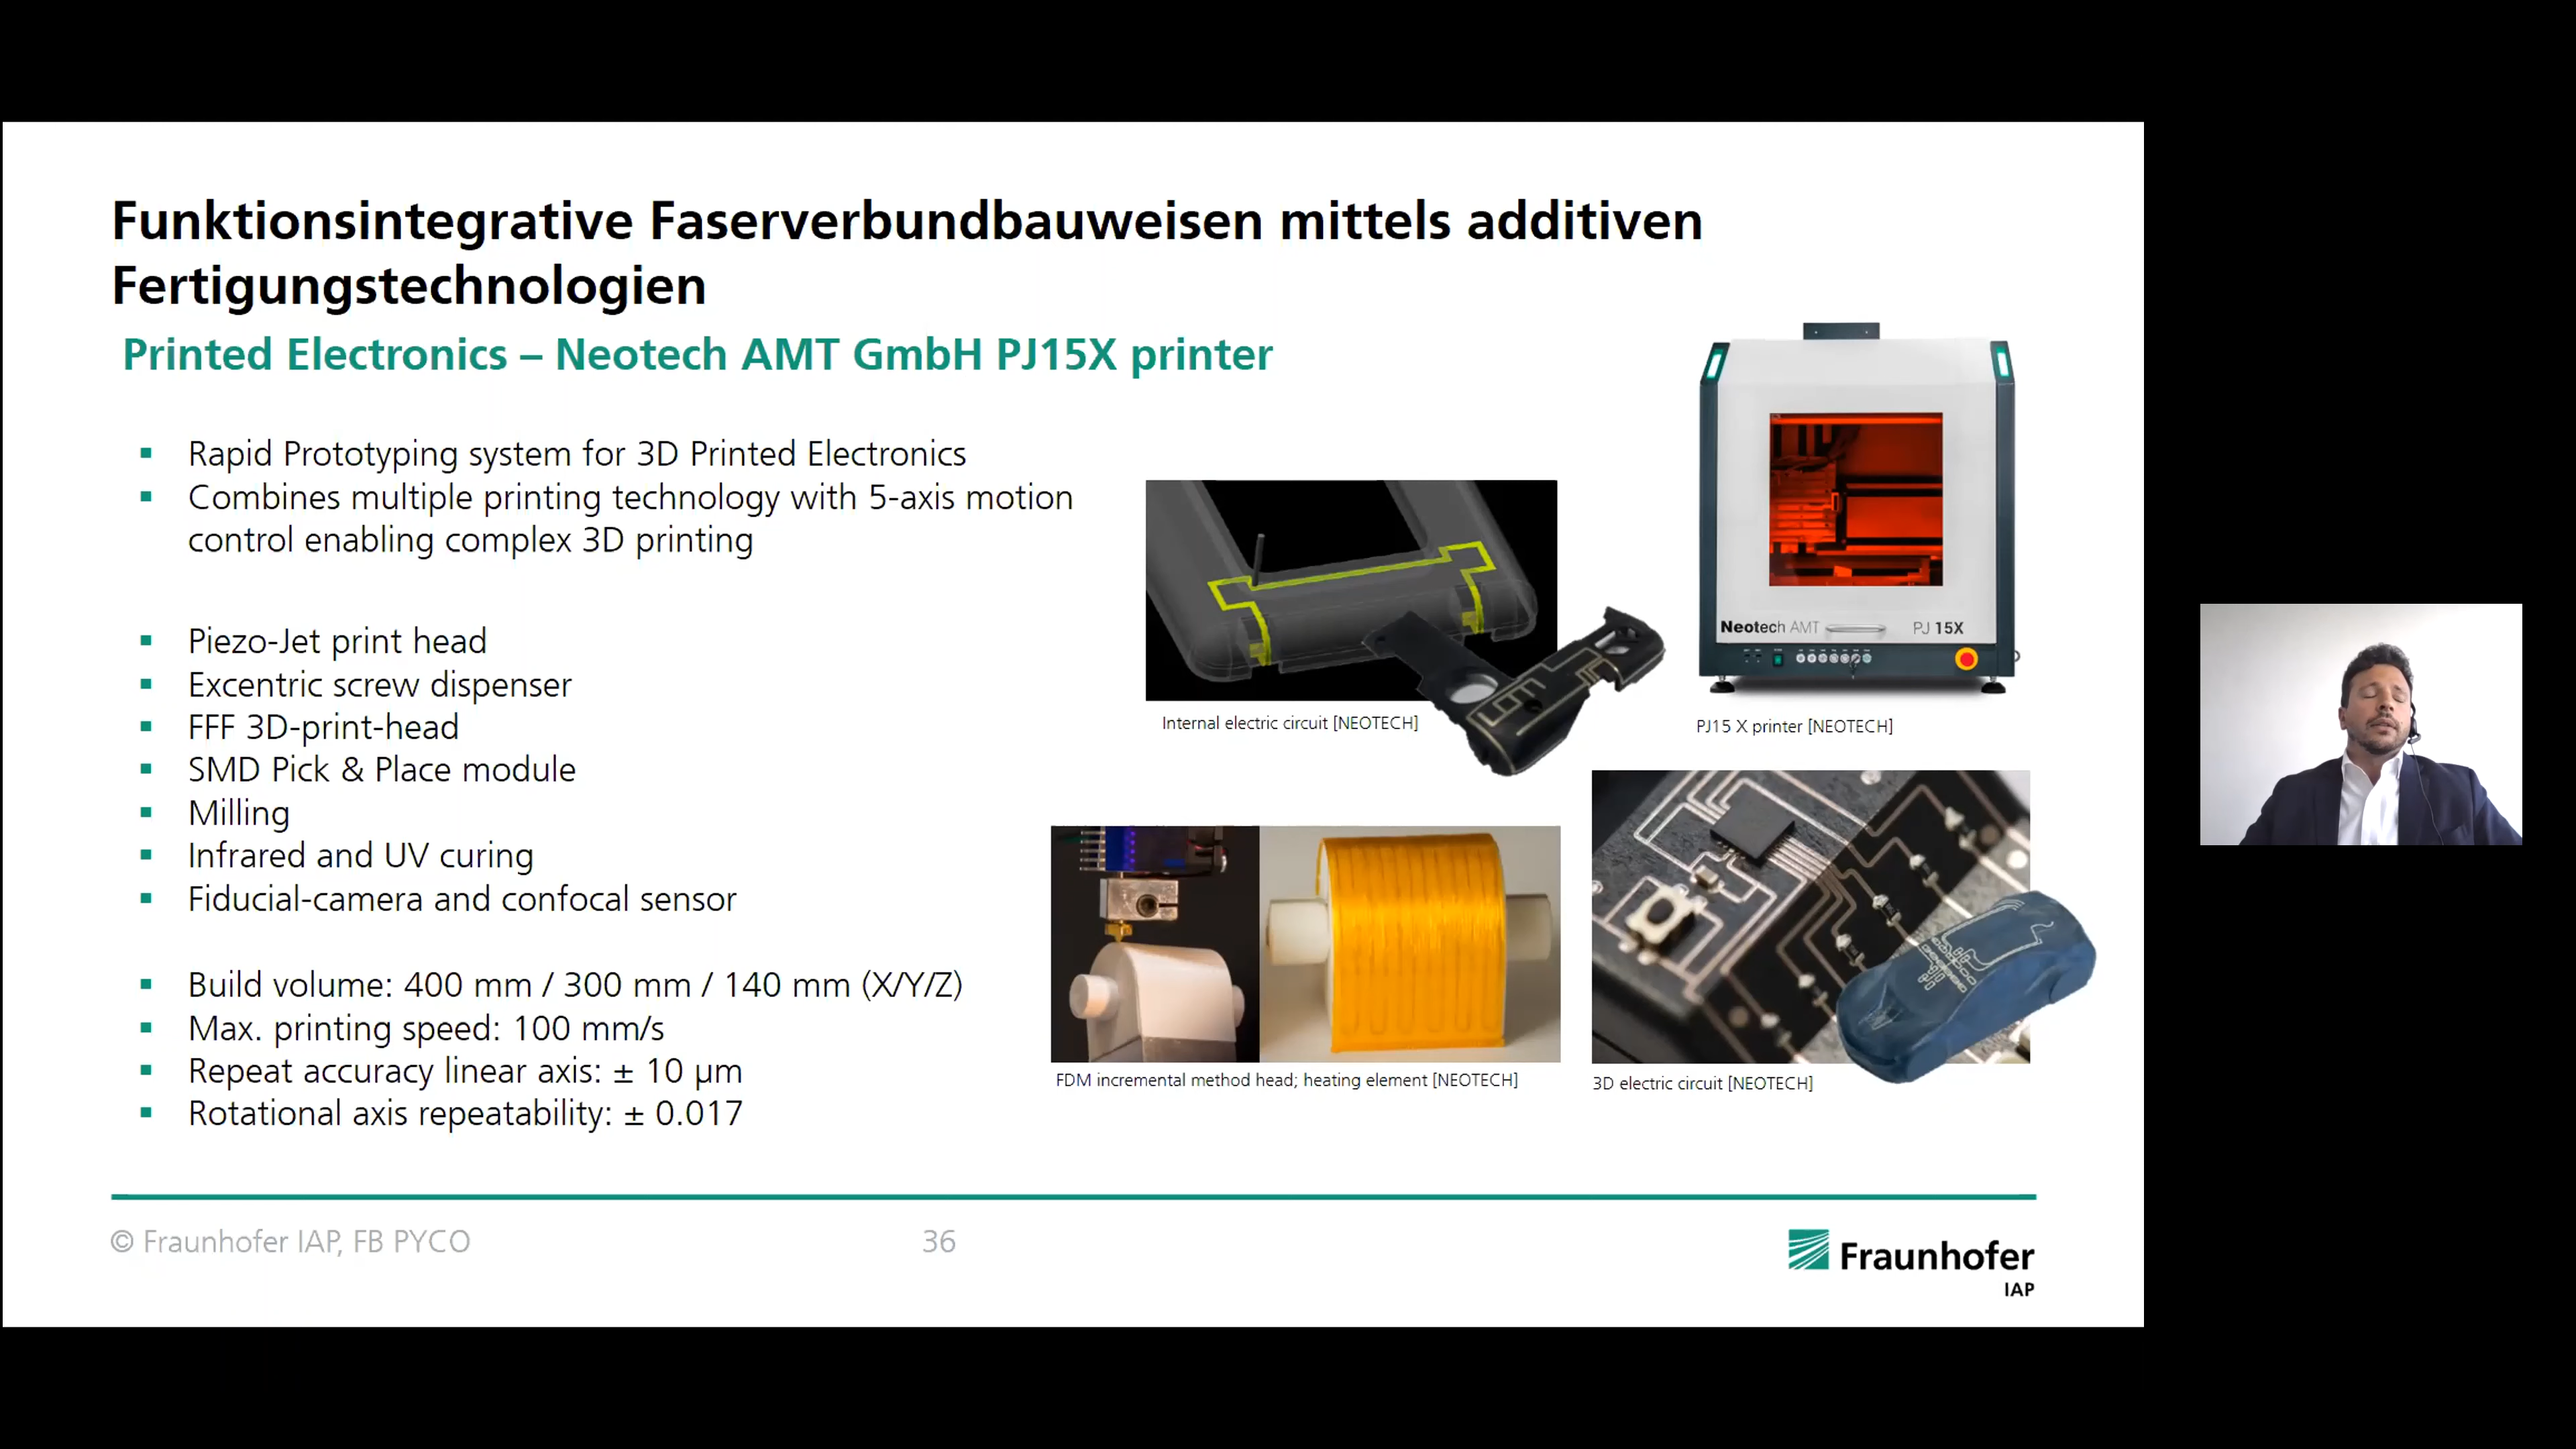 Funktionsintegrative Faserverbundbauweisen mittels additiven
Fertigungstechnologien
Printed Electronics – Neotech AMT GmbH PJ15X printer
Rapid Prototyping system for 3D Printed Electronics
Combines multiple printing technology with 5-axis motion
control enabling complex 3D printing
Piezo-Jet print head
Excentric screw dispenser
FFF 3D-print-head
SMD Pick & Place module
Milling
Infrared and UV curing
Fiducial-camera and confocal sensor
Build volume: 400 mm / 300 mm / 140 mm (X/Y/Z)
Max. printing speed: 100 mm/s
Repeat accuracy linear axis: ± 10 µm
Rotational axis repeatability: ± 0.017
Neotech AMT PJ 15X
Internal electric circuit [NEOTECH]
PJ15 X printer [NEOTECH]
FDM incremental method head; heating element [NEOTECH]
3D electric circuit [NEOTECH]
© Fraunhofer IAP, FB PYCO
36
Fraunhofer
IAP